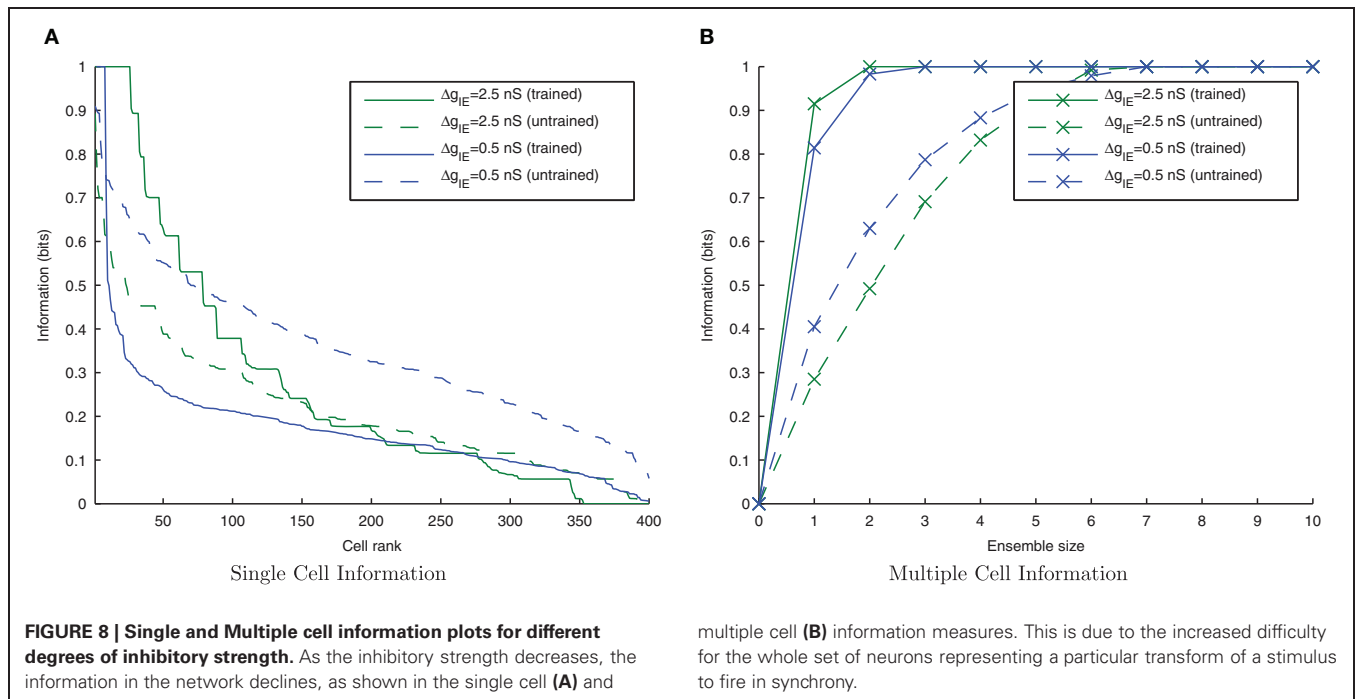 A
1
0.9
0.8
0.7
0.6
0.5
0.4
0.3
0.2
0.1
0
Information (bits)
50 100 150 200 250 300 350 400
Cell rank
Δg_IE=2.5 nS (trained)
Δg_IE=2.5 nS (untrained)
Δg_IE=0.5 nS (trained)
Δg_IE=0.5 nS (untrained)
Single Cell Information
B
1
0.9
0.8
0.7
0.6
0.5
0.4
0.3
0.2
0.1
0
Information (bits)
0 1 2 3 4 5 6 7 8 9 10
Ensemble size
Δg_IE=2.5 nS (trained)
Δg_IE=2.5 nS (untrained)
Δg_IE=0.5 nS (trained)
Δg_IE=0.5 nS (untrained)
Multiple Cell Information
FIGURE 8 | Single and Multiple cell information plots for different
degrees of inhibitory strength. As the inhibitory strength decreases, the
information in the network declines, as shown in the single cell (A) and
multiple cell (B) information measures. This is due to the increased difficulty
for the whole set of neurons representing a particular transform of a stimulus
to fire in synchrony.